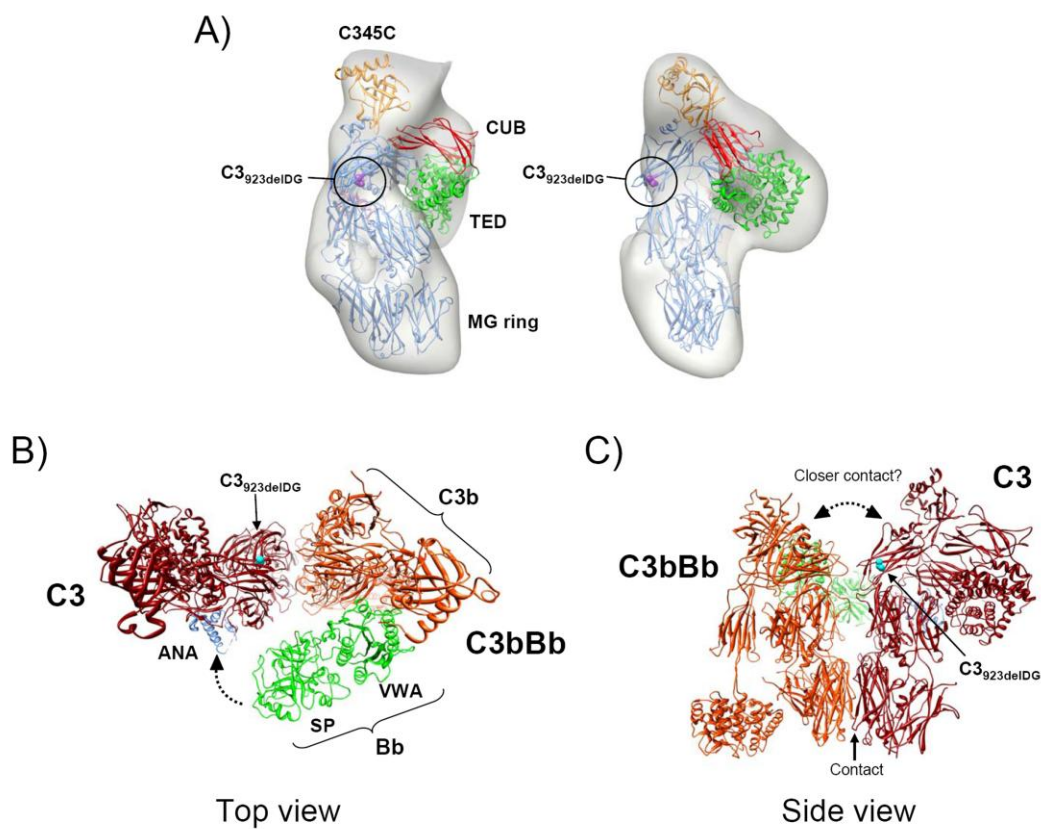 A)
C345C
CUB
C3923delDG
C3923delDG
TED
MG ring
B)
C3923delDG
C3b
C3
ANA
C3bBb
VWA
SP
Bb
Top view
C)
Closer contact?
C3
C3bBb
C3923delDG
Contact
Side view